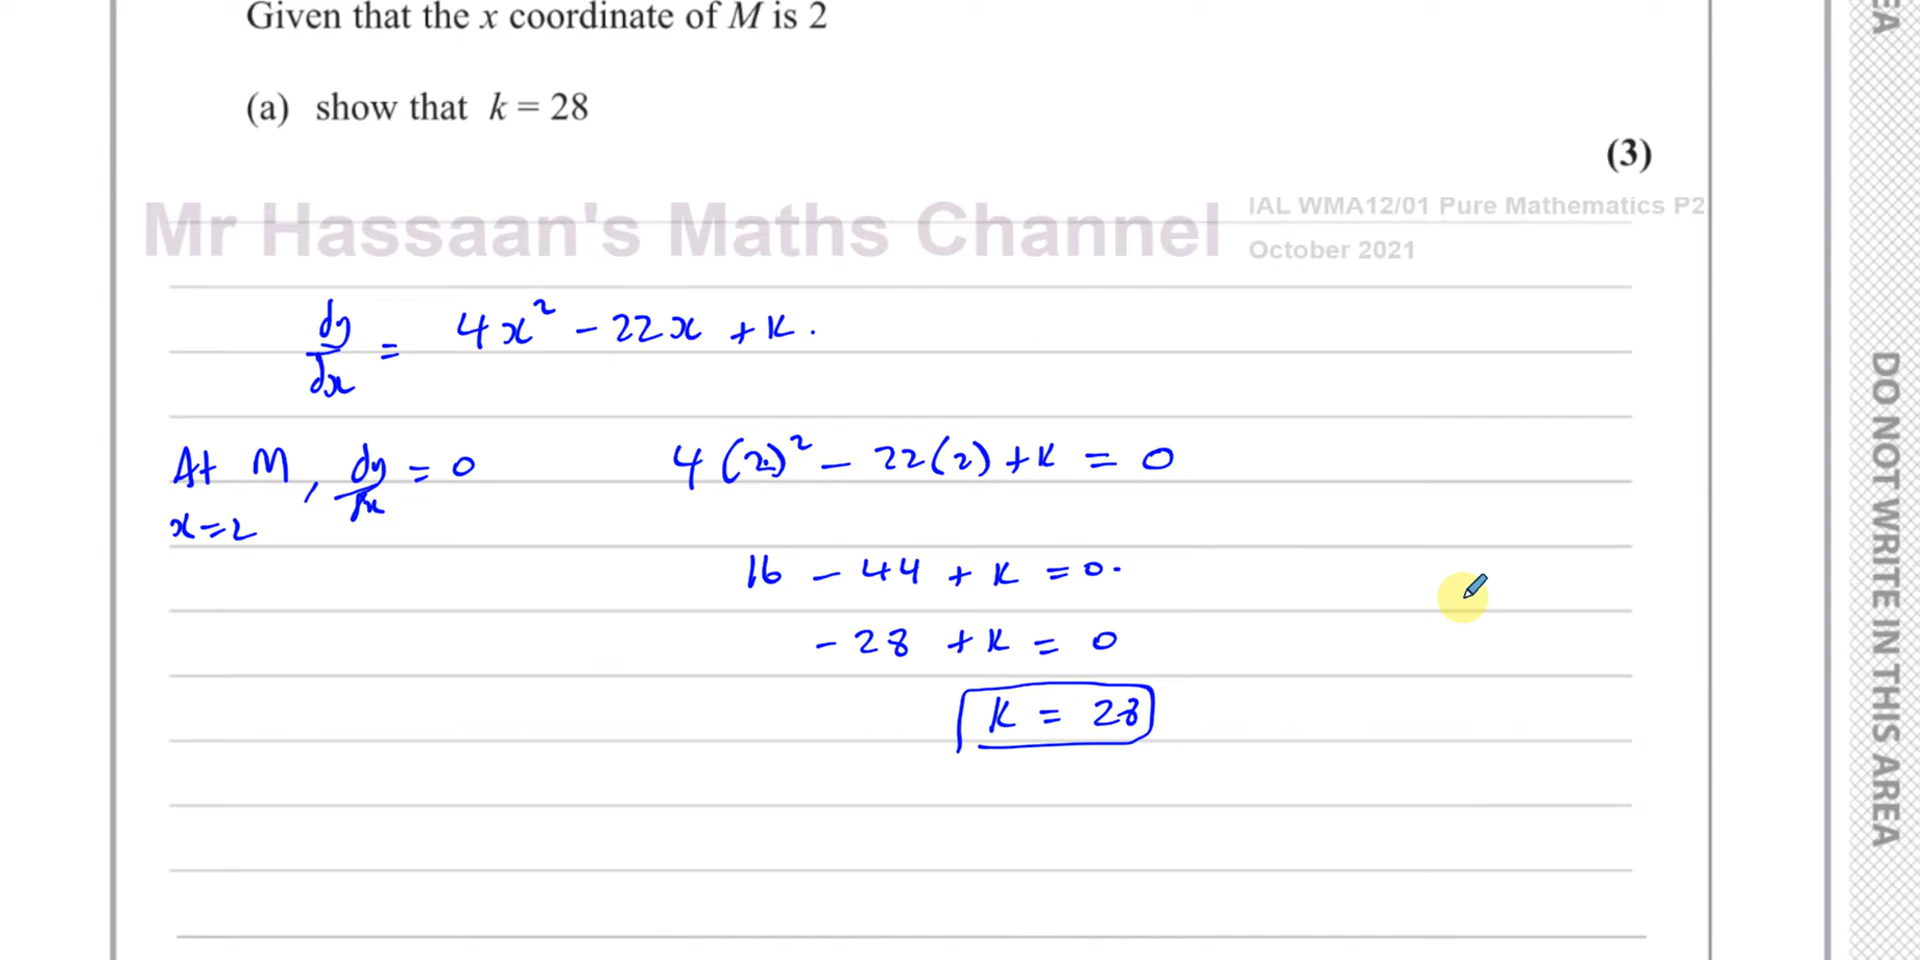 Given that the x coordinate of M is 2
(a) show that k = 28
(3)
Mr Hassaan's Maths Channel
IAL WMA12/01 Pure Mathematics P2
October 2021
dy/dx = 4x² - 22x + k.
At M, dy/dx = 0
x = 2
4(2)² - 22(2) + k = 0
16 - 44 + k = 0.
- 28 + k = 0
k = 28
EA
DO NOT WRITE IN THIS AREA